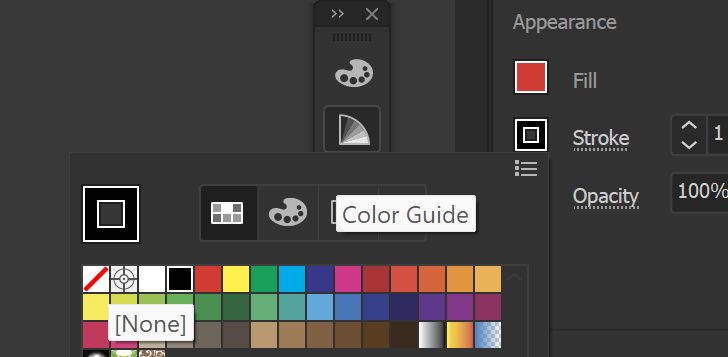 Appearance
Fill
Stroke
1
Opacity
100%
Color Guide
[None]